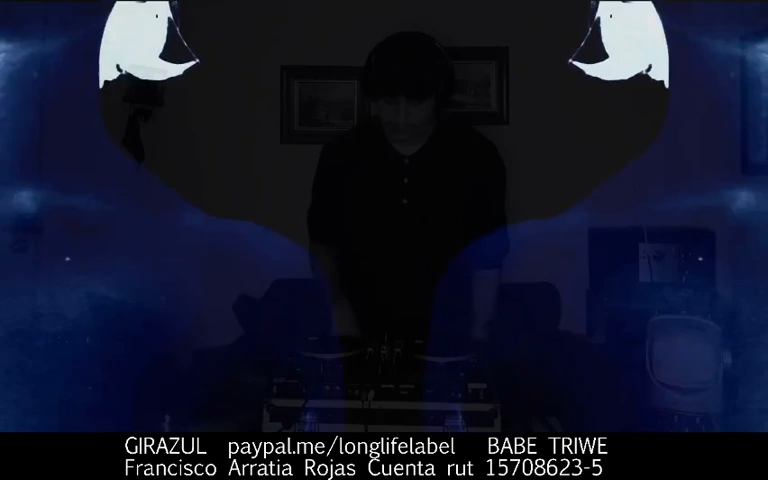 GIRAZUL paypal.me/longlifelabel BABE TRIWE
Francisco Arratia Rojas Cuenta rut 15708623-5